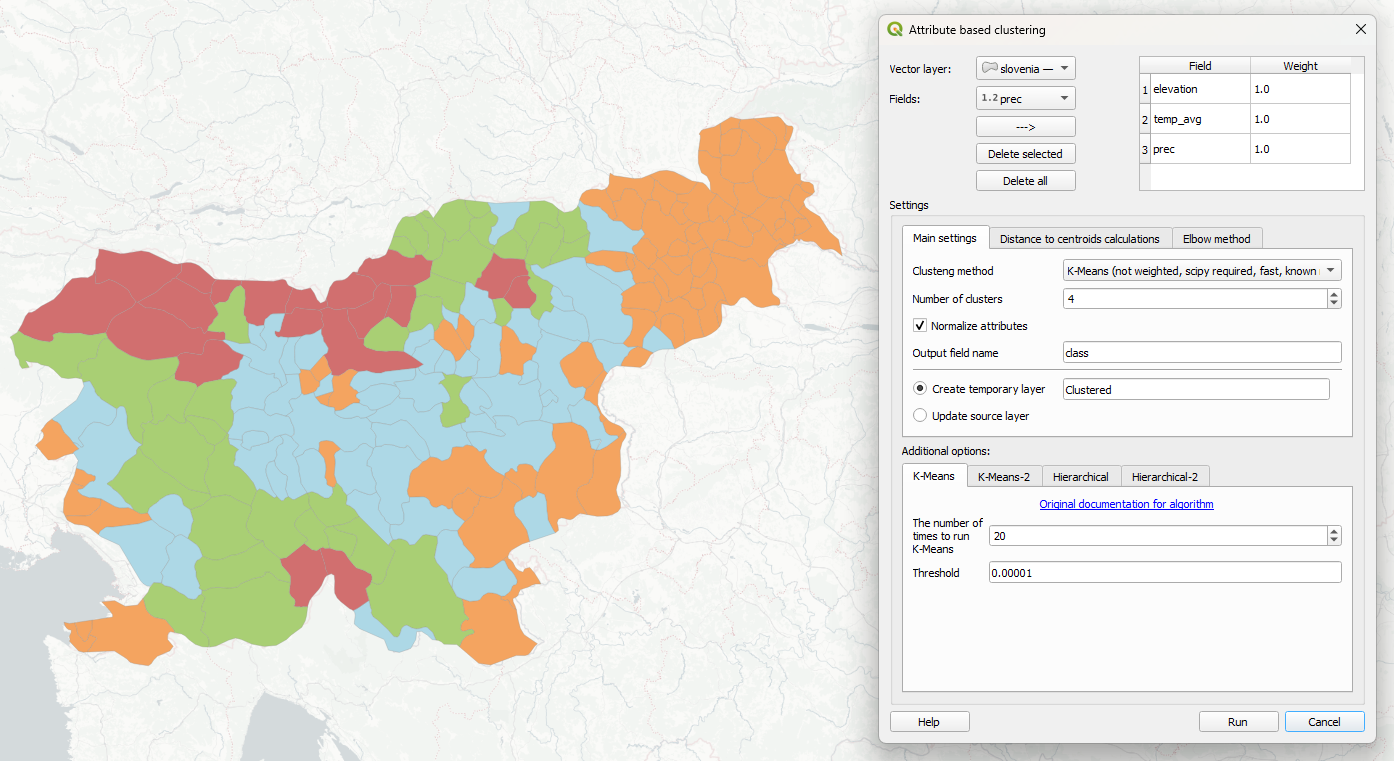 Attribute based clustering
Vector layer:
slovenia —
Fields:
1.2 prec
--->
Delete selected
Delete all
Field Weight
1 elevation 1.0
2 temp_avg 1.0
3 prec 1.0
Settings
Main settings Distance to centroids calculations Elbow method
Clusteng method
K-Means (not weighted, scipy required, fast, known
Number of clusters
4
Normalize attributes
Output field name
class
Create temporary layer
Clustered
Update source layer
Additional options:
K-Means K-Means-2 Hierarchical Hierarchical-2
Original documentation for algorithm
The number of
times to run
K-Means
20
Threshold
0.00001
Help
Run
Cancel